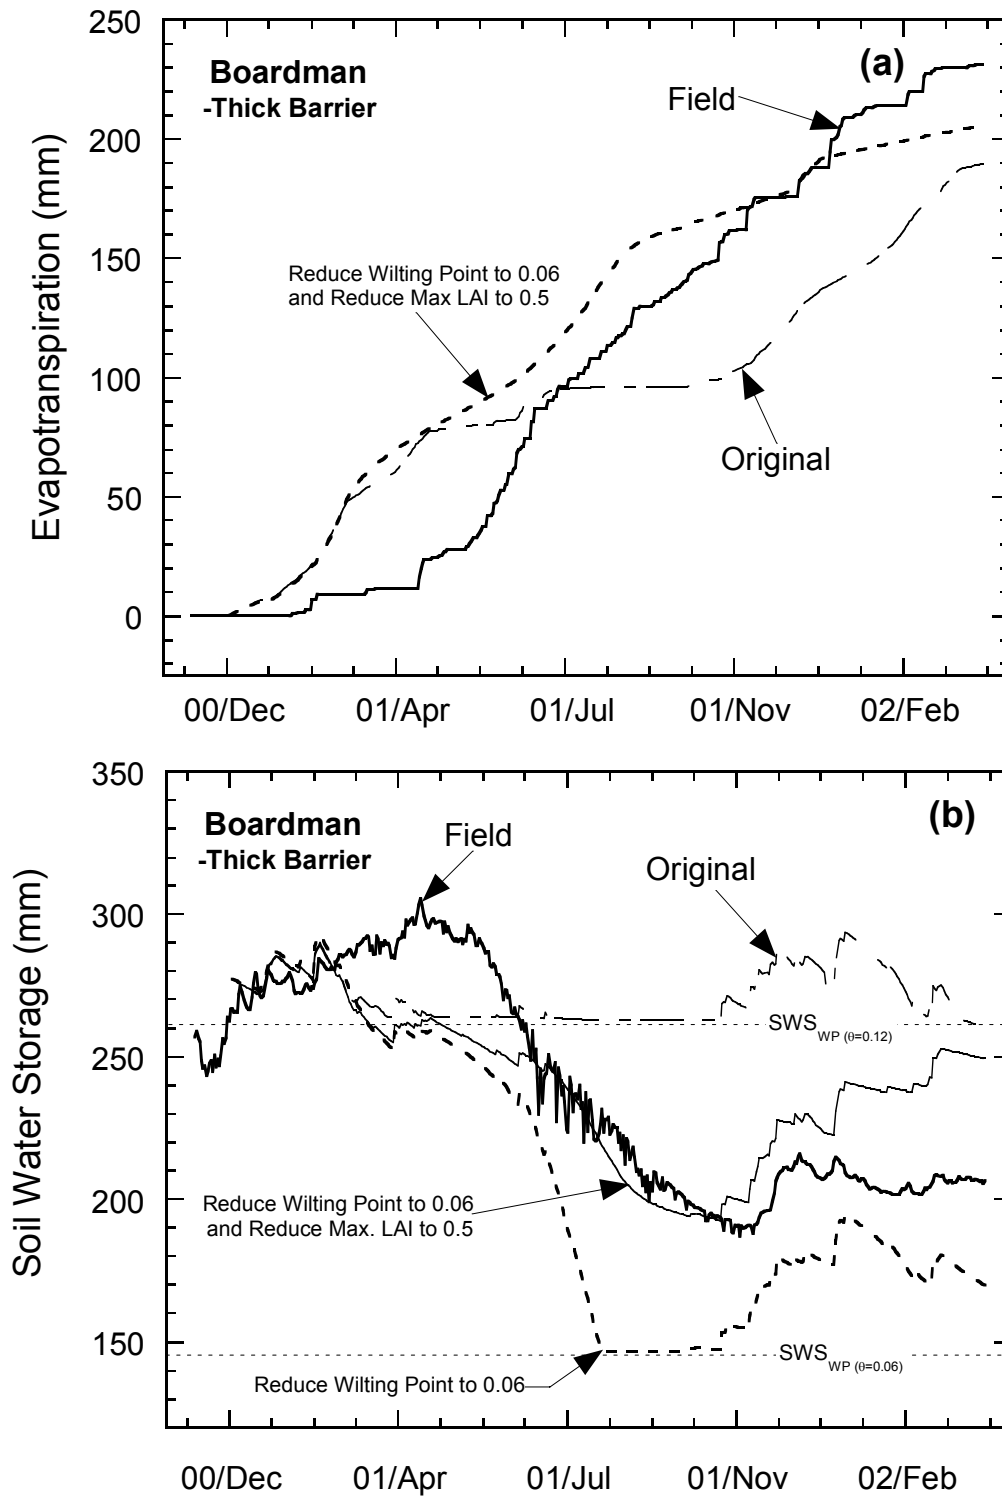 250
200
150
100
50
0
Evapotranspiration (mm)
Boardman
-Thick Barrier
(a)
Field
Reduce Wilting Point to 0.06
and Reduce Max LAI to 0.5
Original
00/Dec 01/Apr 01/Jul 01/Nov 02/Feb
350
300
250
200
150
Soil Water Storage (mm)
Boardman
-Thick Barrier
(b)
Field
Original
SWS WP (θ=0.12)
Reduce Wilting Point to 0.06
and Reduce Max. LAI to 0.5
SWS WP (θ=0.06)
Reduce Wilting Point to 0.06
00/Dec 01/Apr 01/Jul 01/Nov 02/Feb